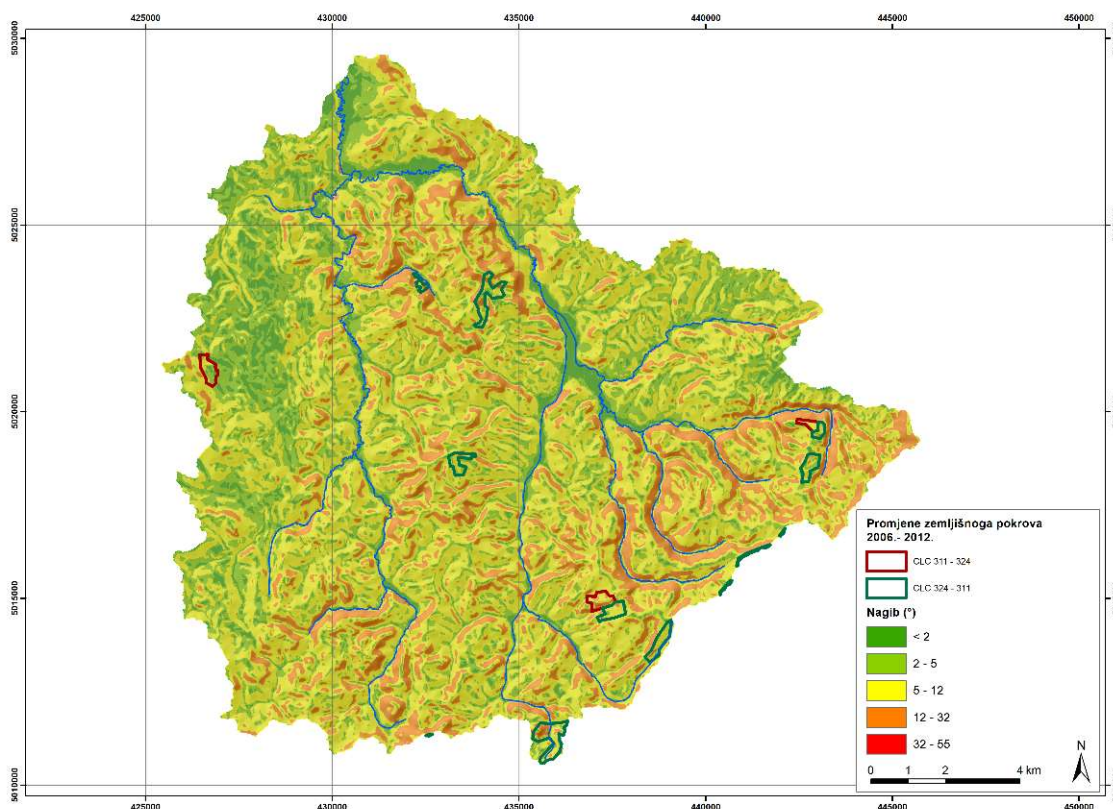 425000 430000 435000 440000 445000 450000
5030000
5025000
5020000
5015000
5010000
Promjene zemljišnoga pokrova
2006.- 2012.
CLC 311 - 324
CLC 324 - 311
Nagib (°)
< 2
2 - 5
5 - 12
12 - 32
32 - 55
N
0 1 2 4 km
425000 430000 435000 440000 445000 450000